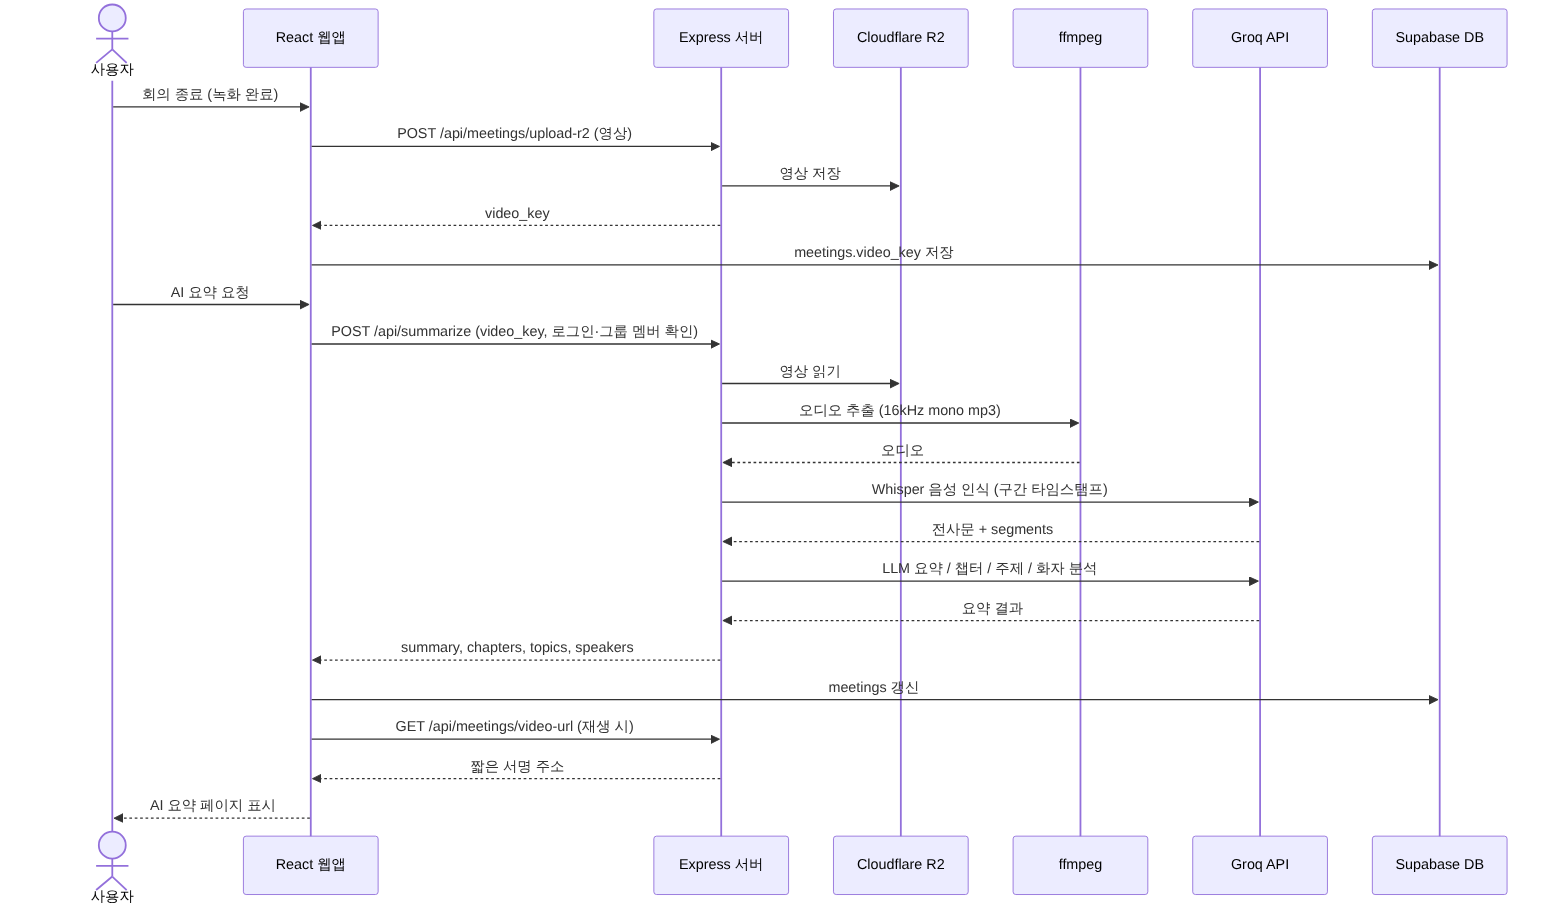 사용자
React 웹앱
Express 서버
Cloudflare R2
ffmpeg
Groq API
Supabase DB
회의 종료 (녹화 완료)
POST /api/meetings/upload-r2 (영상)
영상 저장
video_key
meetings.video_key 저장
AI 요약 요청
POST /api/summarize (video_key, 로그인·그룹 멤버 확인)
영상 읽기
오디오 추출 (16kHz mono mp3)
오디오
Whisper 음성 인식 (구간 타임스탬프)
전사문 + segments
LLM 요약 / 챕터 / 주제 / 화자 분석
요약 결과
summary, chapters, topics, speakers
meetings 갱신
GET /api/meetings/video-url (재생 시)
짧은 서명 주소
AI 요약 페이지 표시
사용자
React 웹앱
Express 서버
Cloudflare R2
ffmpeg
Groq API
Supabase DB